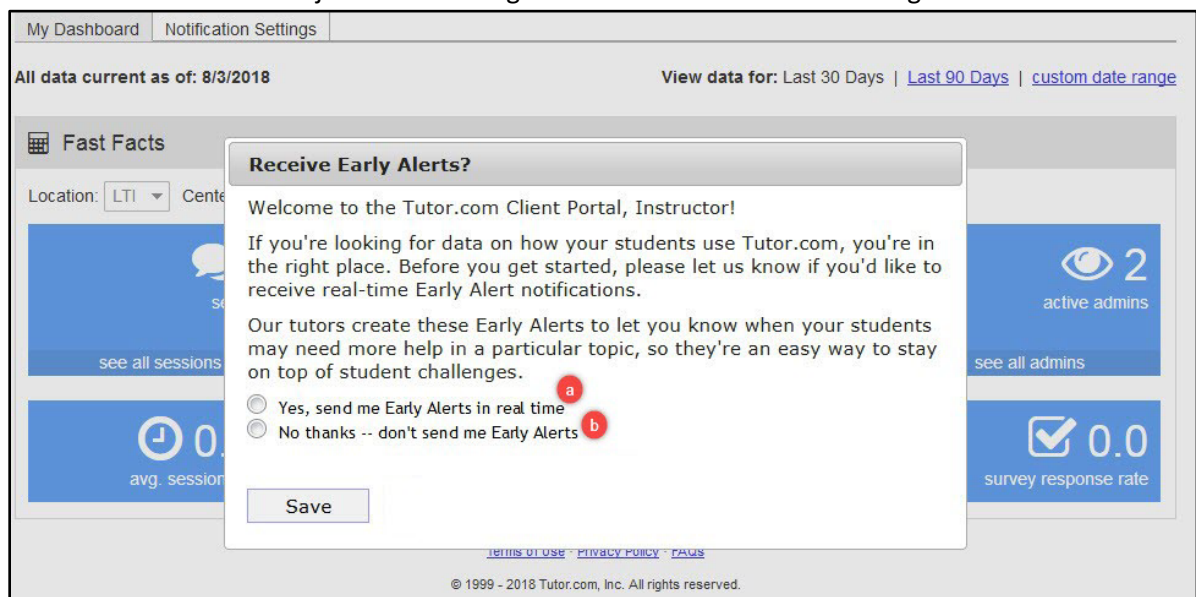 My Dashboard Notification Settings
All data current as of: 8/3/2018 View data for: Last 30 Days | Last 90 Days | custom date range
Fast Facts
Receive Early Alerts?
Location: LTI
Welcome to the Tutor.com Client Portal, Instructor!
If you're looking for data on how your students use Tutor.com, you're in
the right place. Before you get started, please let us know if you'd like to
receive real-time Early Alert notifications.
2
active admins
Our tutors create these Early Alerts to let you know when your students
may need more help in a particular topic, so they're an easy way to stay
on top of student challenges.
see all sessions
see all admins
a
Yes, send me Early Alerts in real time
b
No thanks -- don't send me Early Alerts
0.
avg. session
0.0
survey response rate
Save
Terms of Use · Privacy Policy · FAQs
© 1999 - 2018 Tutor.com, Inc. All rights reserved.